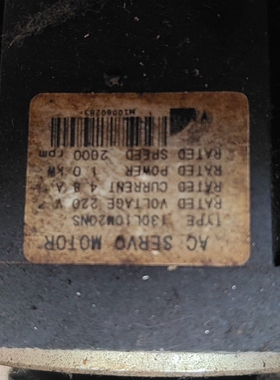 AC SERVO MOTOR
RATED VOLTAGE 220 V
RATED CURRENT 4.8 A
RATED POWER 1.0 kW
RATED SPEED 2000 rpm